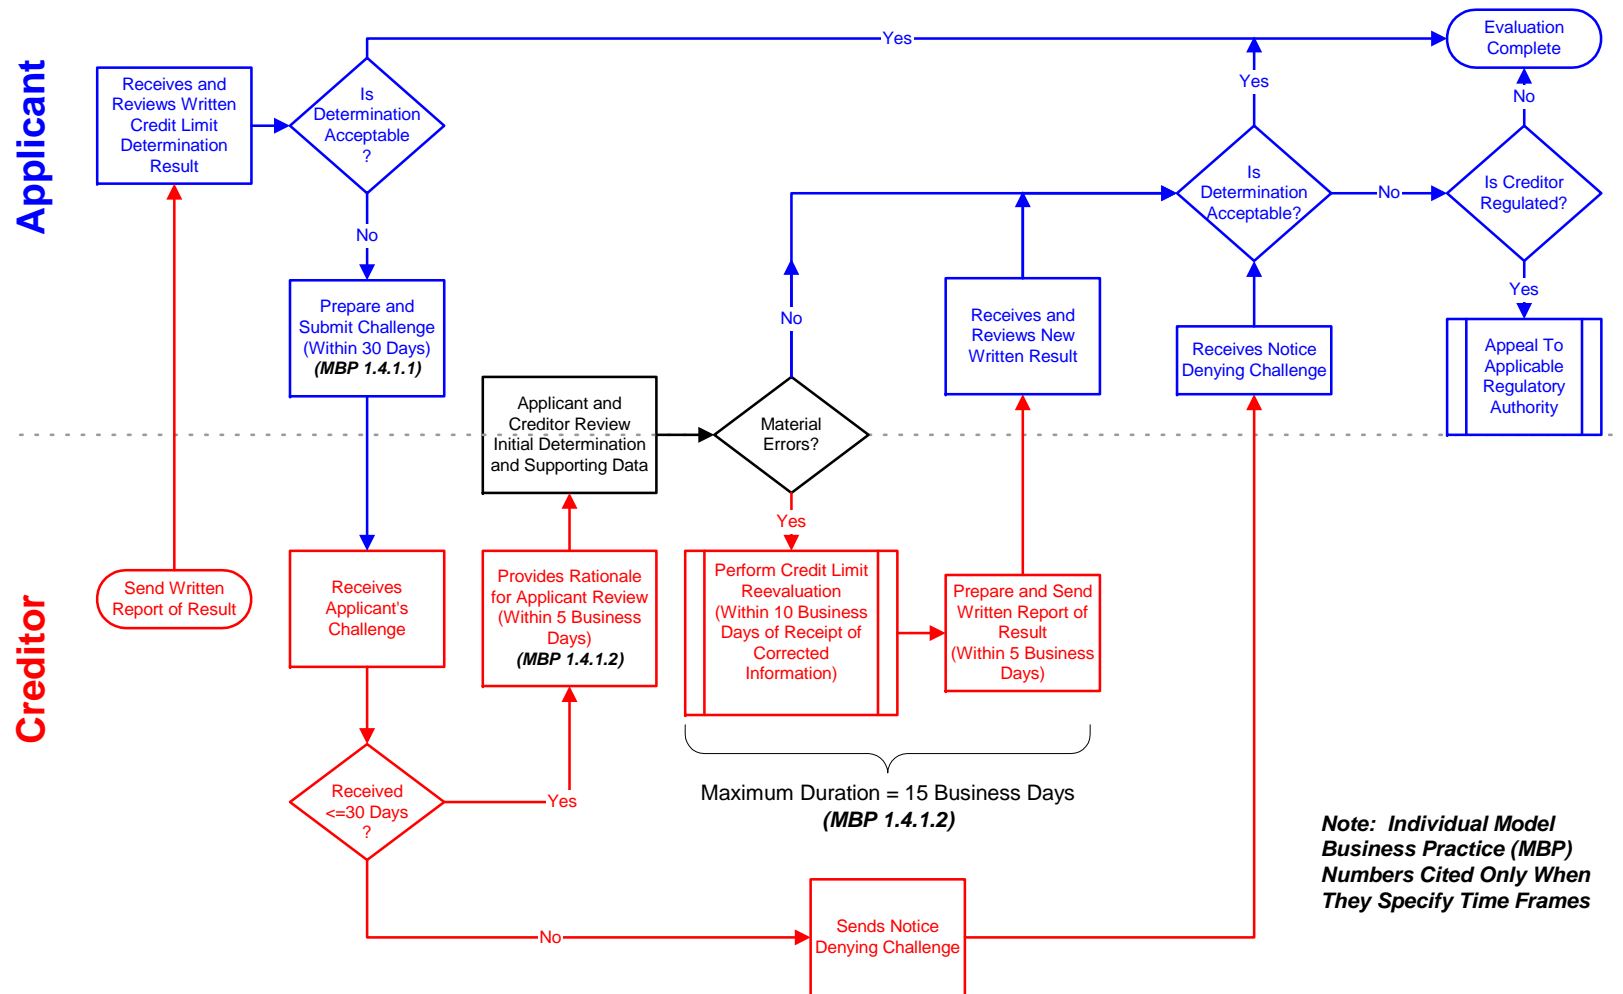 Applicant
Creditor
Receives and
Reviews Written
Credit Limit
Determination
Result
Is
Determination
Acceptable
?
Yes
No
Prepare and
Submit Challenge
(Within 30 Days)
(MBP 1.4.1.1)
Send Written
Report of Result
Receives
Applicant's
Challenge
Received
<=30 Days
?
Yes
No
Provides Rationale
for Applicant Review
(Within 5 Business
Days)
(MBP 1.4.1.2)
Applicant and
Creditor Review
Initial Determination
and Supporting Data
Material
Errors?
No
Yes
Perform Credit Limit
Reevaluation
(Within 10 Business
Days of Receipt of
Corrected
Information)
Prepare and Send
Written Report of
Result
(Within 5 Business
Days)
Maximum Duration = 15 Business Days
(MBP 1.4.1.2)
Receives and
Reviews New
Written Result
Sends Notice
Denying Challenge
Receives Notice
Denying Challenge
Is
Determination
Acceptable?
Yes
No
Is Creditor
Regulated?
No
Yes
Evaluation
Complete
Appeal To
Applicable
Regulatory
Authority
Note: Individual Model
Business Practice (MBP)
Numbers Cited Only When
They Specify Time Frames